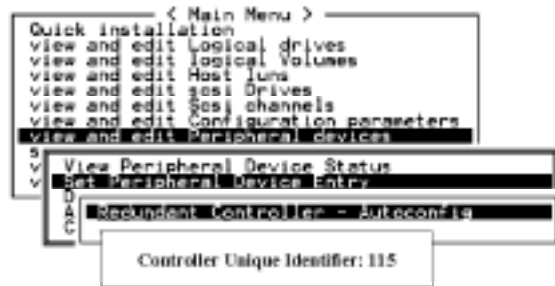 < Main Menu >
Quick installation
view and edit Logical drives
view and edit logical Volumes
view and edit Host luns
view and edit scsi Drives
view and edit Scsi channels
view and edit Configuration parameters
view and edit Peripheral devices
s
v View Peripheral Device Status
v Set Peripheral Device Entry
D
A Redundant Controller - Autoconfig
C
Controller Unique Identifier: 115